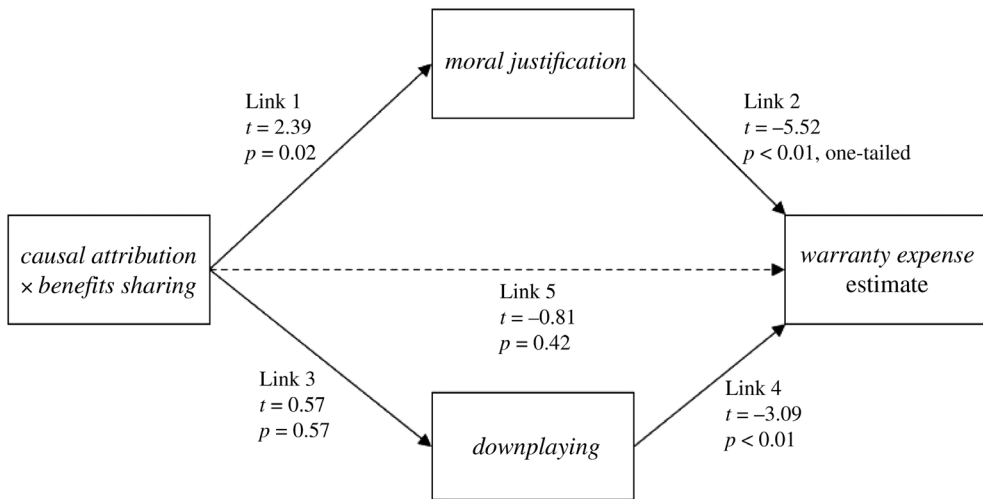 moral justification
Link 1
t = 2.39
p = 0.02
Link 2
t = –5.52
p < 0.01, one-tailed
causal attribution
× benefits sharing
warranty expense
estimate
Link 5
t = –0.81
p = 0.42
Link 3
t = 0.57
p = 0.57
Link 4
t = –3.09
p < 0.01
downplaying